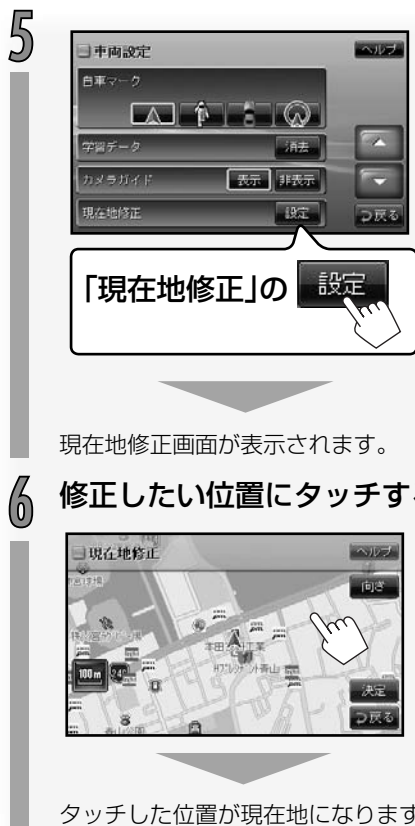 5
車両設定
ヘルプ
自車マーク
学習データ
消去
カメラガイド
表示
非表示
現在地修正
設定
戻る
「現在地修正」の 設定
現在地修正画面が表示されます。
6 修正したい位置にタッチす
現在地修正
ヘルプ
向き
100m
240
青山公園
決定
戻る
タッチした位置が現在地になります